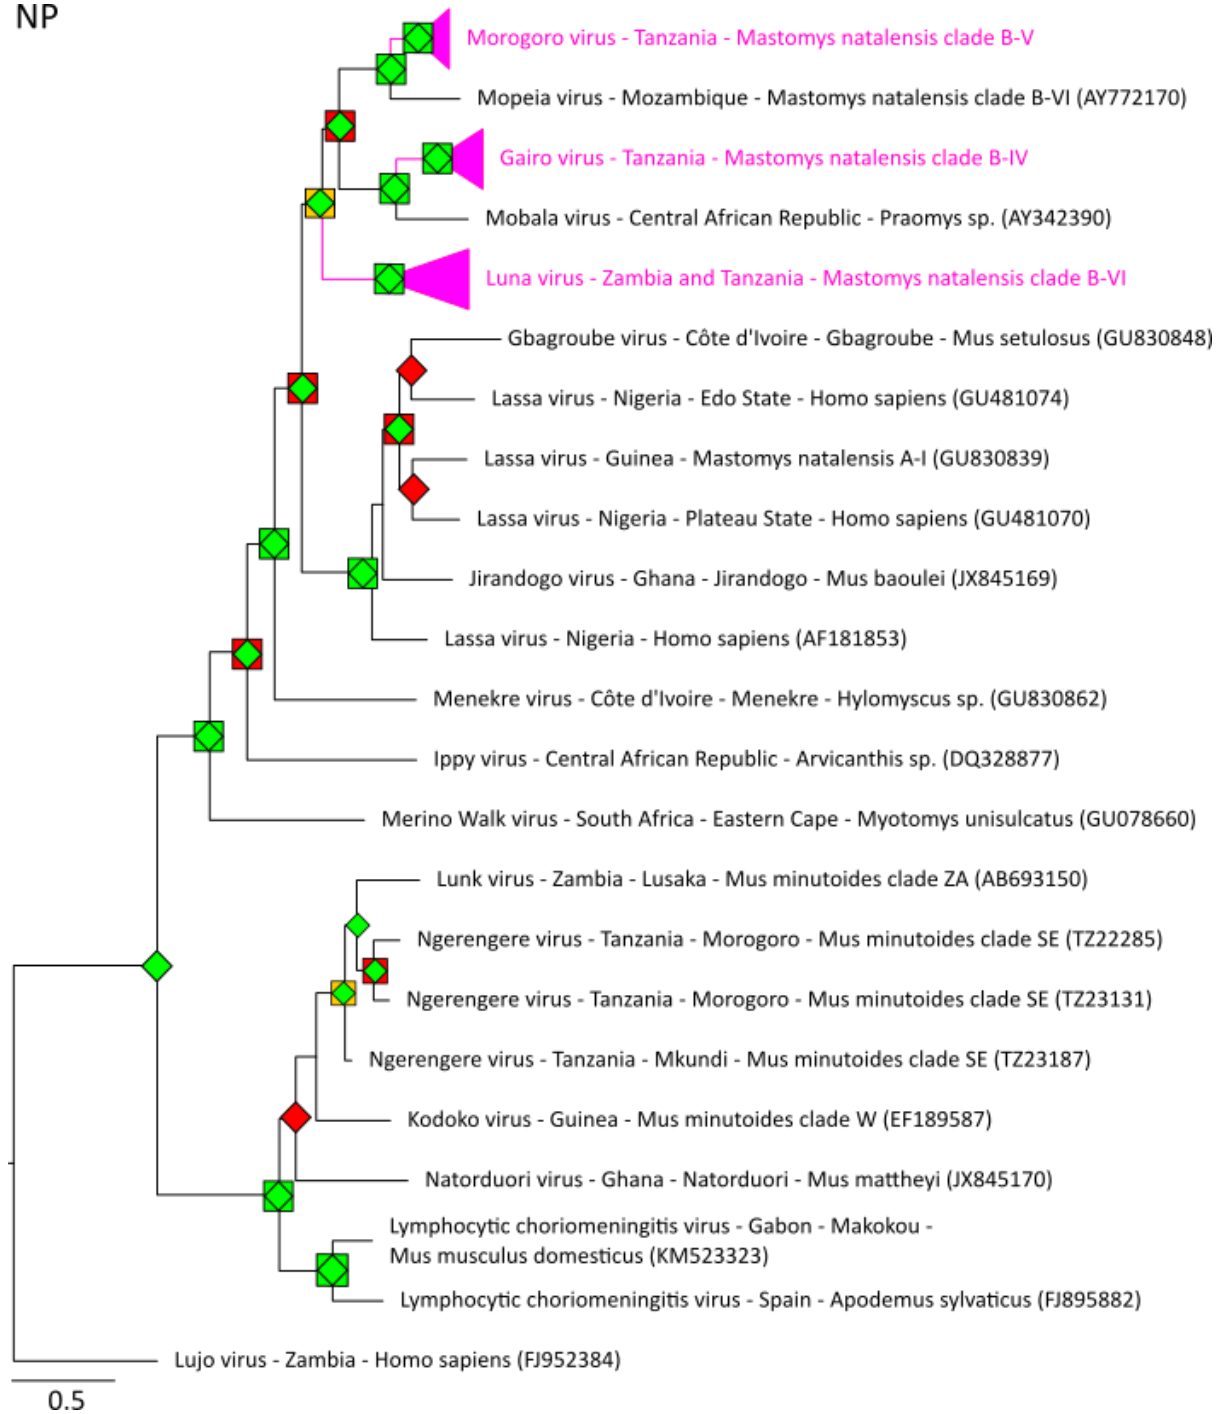 NP
Morogoro virus - Tanzania - Mastomys natalensis clade B-V
Mopeia virus - Mozambique - Mastomys natalensis clade B-VI (AY772170)
Gairo virus - Tanzania - Mastomys natalensis clade B-IV
Mobala virus - Central African Republic - Praomys sp. (AY342390)
Luna virus - Zambia and Tanzania - Mastomys natalensis clade B-VI
Gbagroube virus - Côte d'Ivoire - Gbagroube - Mus setulosus (GU830848)
Lassa virus - Nigeria - Edo State - Homo sapiens (GU481074)
Lassa virus - Guinea - Mastomys natalensis A-I (GU830839)
Lassa virus - Nigeria - Plateau State - Homo sapiens (GU481070)
Jirandogo virus - Ghana - Jirandogo - Mus baoulei (JX845169)
Lassa virus - Nigeria - Homo sapiens (AF181853)
Menekre virus - Côte d'Ivoire - Menekre - Hylomyscus sp. (GU830862)
Ippy virus - Central African Republic - Arvicanthis sp. (DQ328877)
Merino Walk virus - South Africa - Eastern Cape - Myotomys unisulcatus (GU078660)
Lunk virus - Zambia - Lusaka - Mus minutoides clade ZA (AB693150)
Ngerengere virus - Tanzania - Morogoro - Mus minutoides clade SE (TZ22285)
Ngerengere virus - Tanzania - Morogoro - Mus minutoides clade SE (TZ23131)
Ngerengere virus - Tanzania - Mkundi - Mus minutoides clade SE (TZ23187)
Kodoko virus - Guinea - Mus minutoides clade W (EF189587)
Natorduori virus - Ghana - Natorduori - Mus mattheyi (JX845170)
Lymphocytic choriomeningitis virus - Gabon - Makokou -
Mus musculus domesticus (KM523323)
Lymphocytic choriomeningitis virus - Spain - Apodemus sylvaticus (FJ895882)
Lujo virus - Zambia - Homo sapiens (FJ952384)
0.5